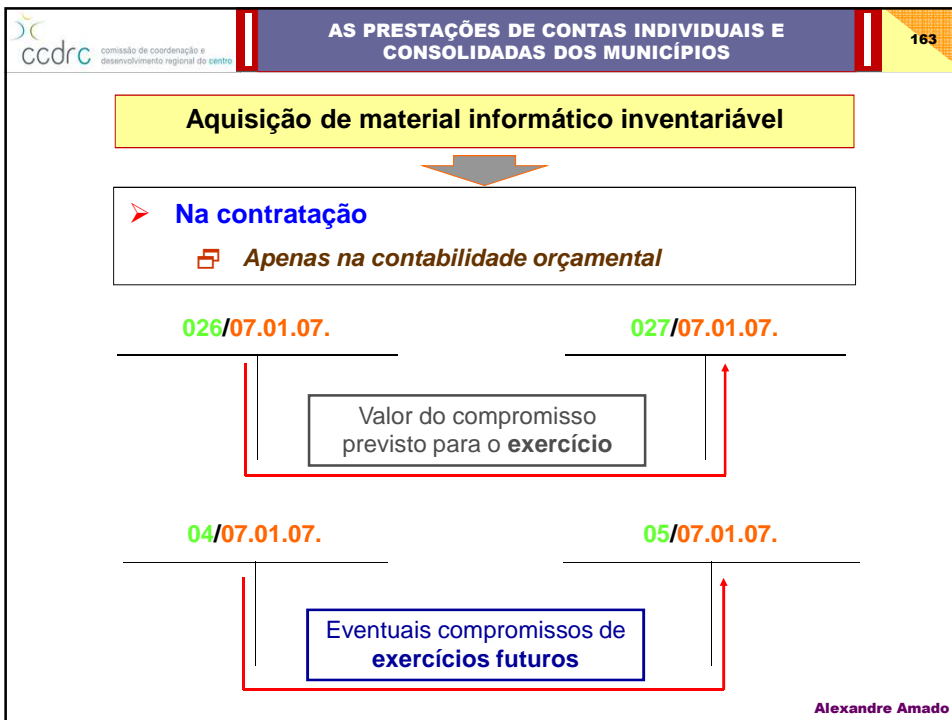 ccdrc
comissão de coordenação e
desenvolvimento regional do centro
AS PRESTAÇÕES DE CONTAS INDIVIDUAIS E
CONSOLIDADAS DOS MUNICÍPIOS
163
Aquisição de material informático inventariável
Na contratação
Apenas na contabilidade orçamental
026/07.01.07.
027/07.01.07.
Valor do compromisso
previsto para o exercício
04/07.01.07.
05/07.01.07.
Eventuais compromissos de
exercícios futuros
Alexandre Amado